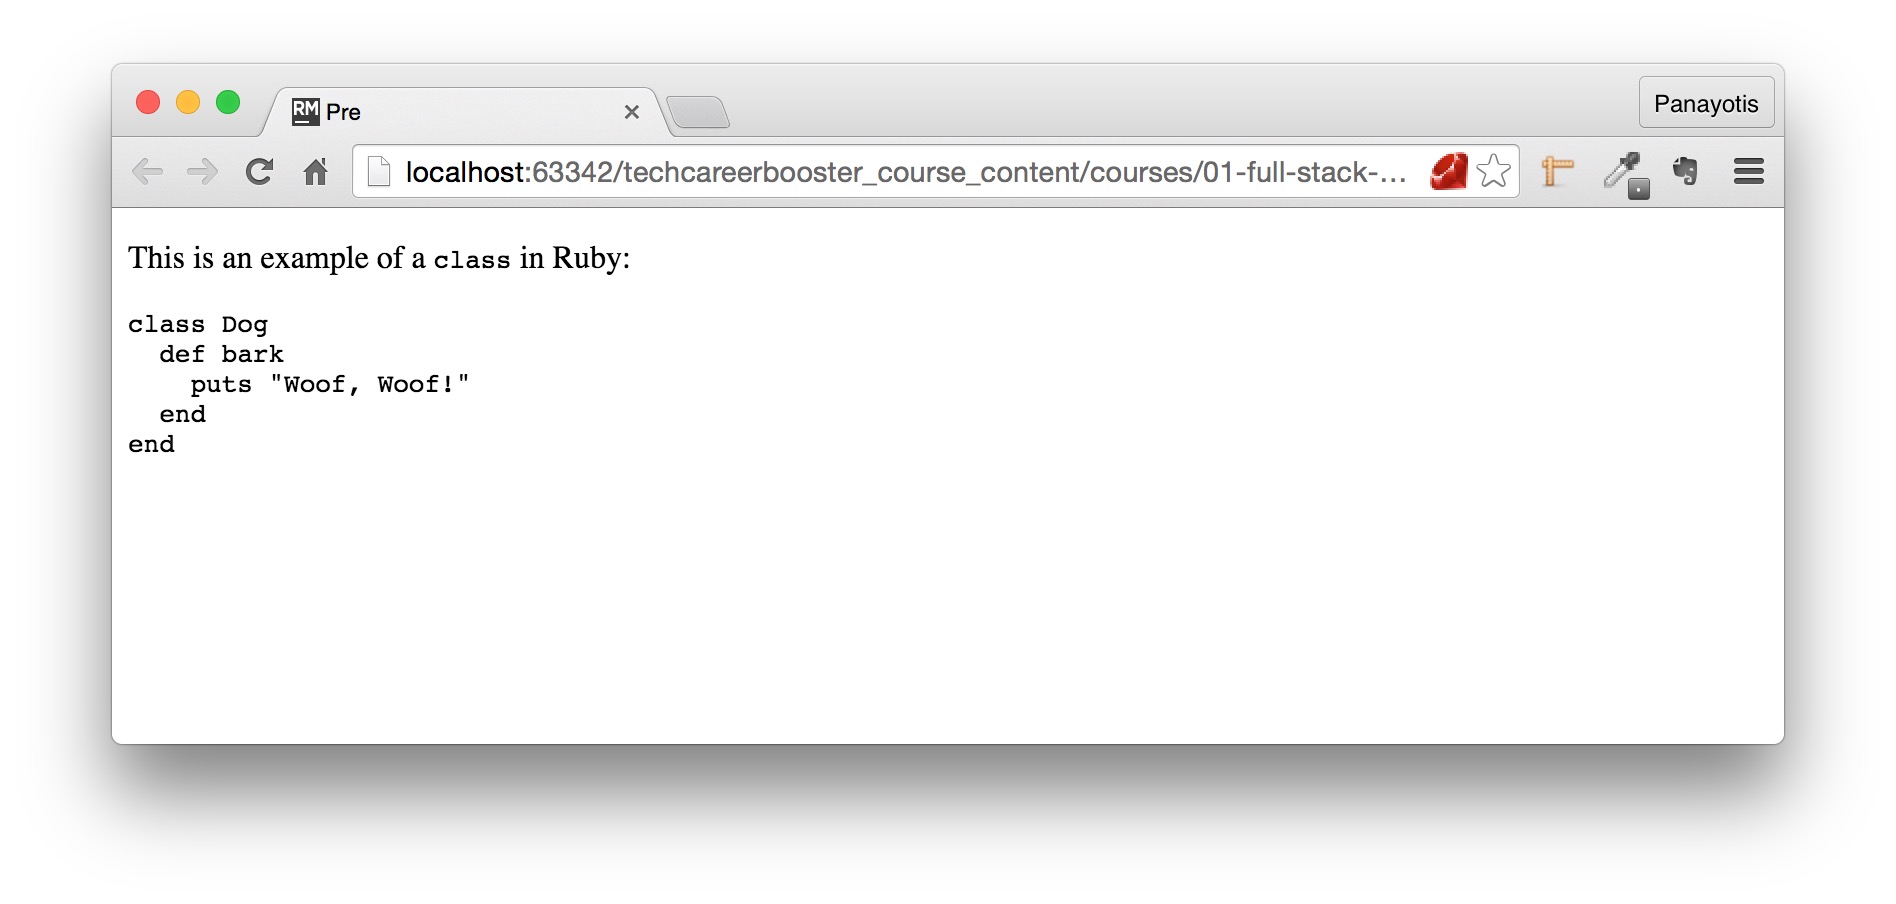 RM Pre
Panayotis
localhost:63342/techcareerbooster_course_content/courses/01-full-stack-...
This is an example of a class in Ruby:
class Dog
  def bark
    puts "Woof, Woof!"
  end
end